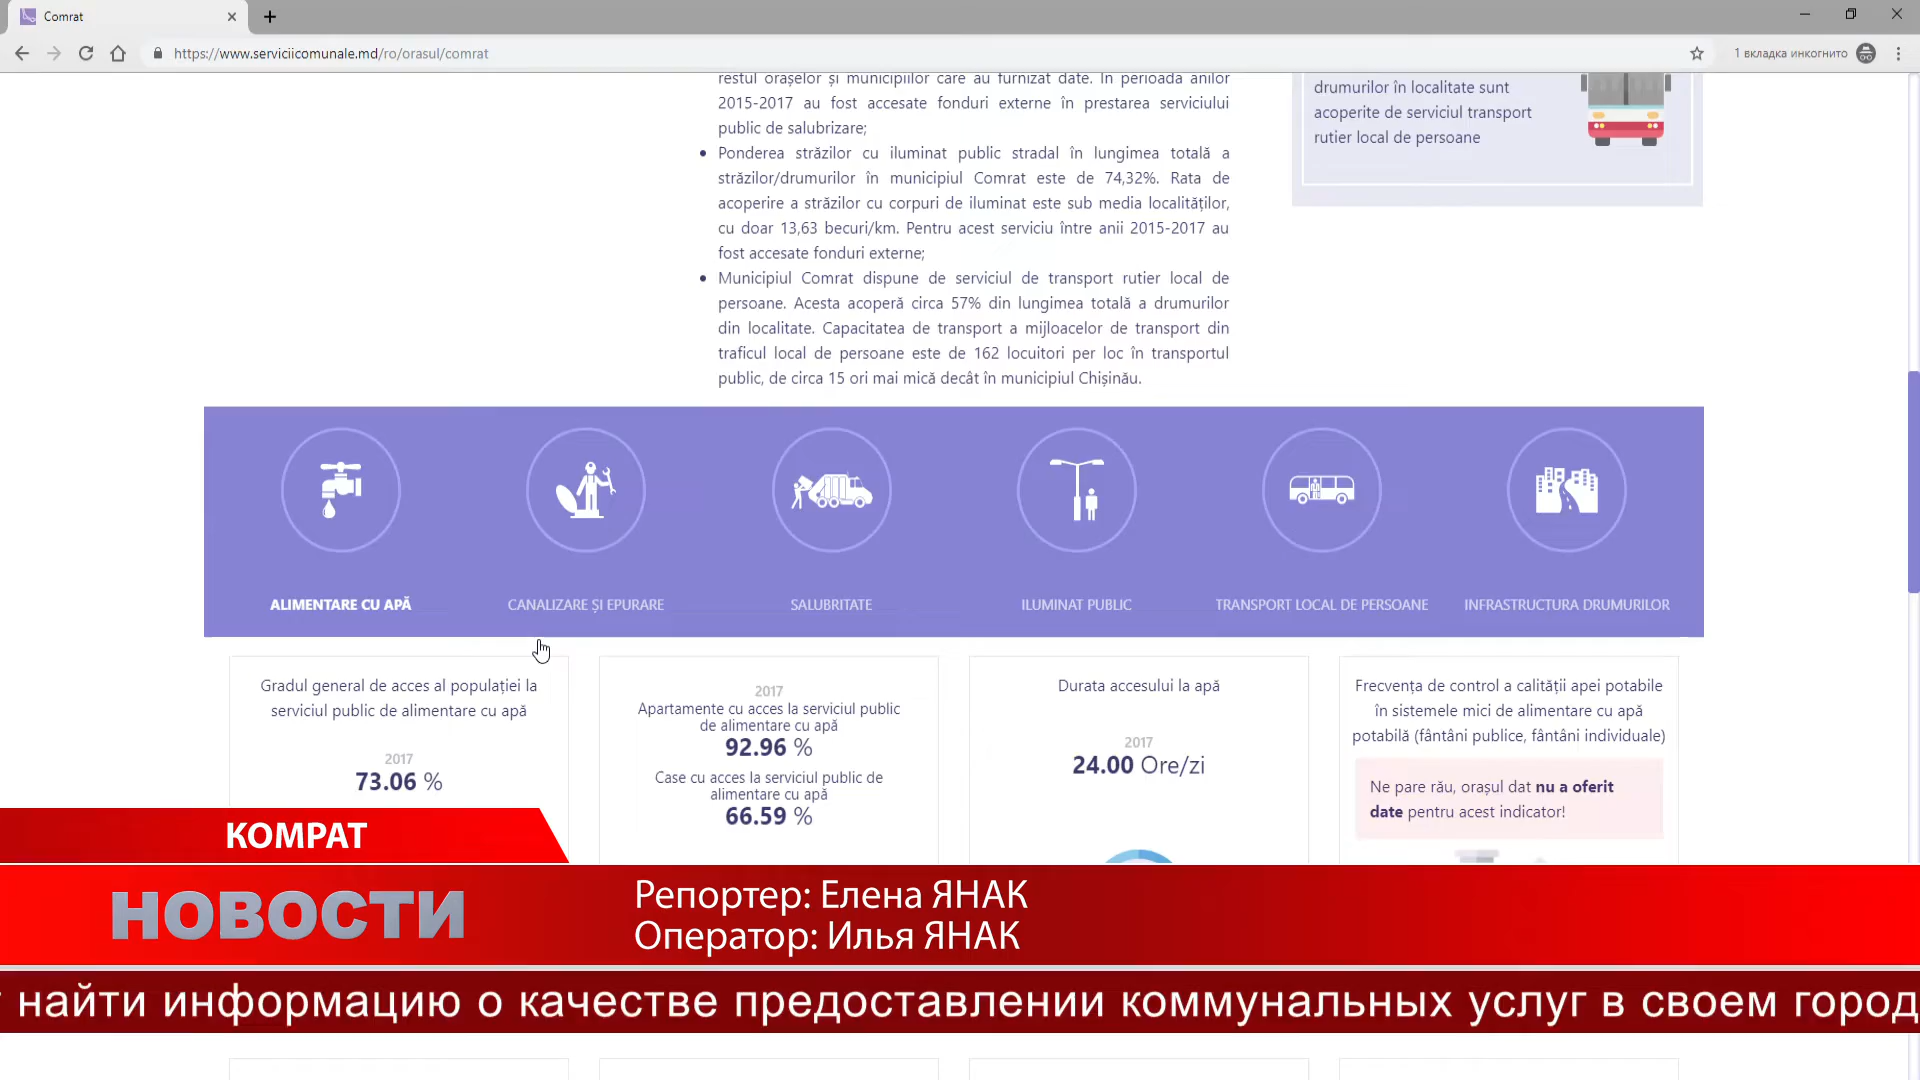 Comrat
https://www.serviciicomunale.md/ro/orasul/comrat
1 вкладка инкогнито
restul orașelor și municipiilor care au furnizat date. În perioada anilor
2015-2017 au fost accesate fonduri externe în prestarea serviciului
public de salubrizare;
Ponderea străzilor cu iluminat public stradal în lungimea totală a
străzilor/drumurilor în municipiul Comrat este de 74,32%. Rata de
acoperire a străzilor cu corpuri de iluminat este sub media localităților,
cu doar 13,63 becuri/km. Pentru acest serviciu între anii 2015-2017 au
fost accesate fonduri externe;
Municipiul Comrat dispune de serviciul de transport rutier local de
persoane. Acesta acoperă circa 57% din lungimea totală a drumurilor
din localitate. Capacitatea de transport a mijloacelor de transport din
traficul local de persoane este de 162 locuitori per loc în transportul
public, de circa 15 ori mai mică decât în municipiul Chișinău.
drumurilor în localitate sunt
acoperite de serviciul transport
rutier local de persoane
ALIMENTARE CU APĂ
CANALIZARE ȘI EPURARE
SALUBRITATE
ILUMINAT PUBLIC
TRANSPORT LOCAL DE PERSOANE
INFRASTRUCTURA DRUMURILOR
Gradul general de acces al populației la
serviciul public de alimentare cu apă
2017
73.06 %
2017
Apartamente cu acces la serviciul public
de alimentare cu apă
92.96 %
Case cu acces la serviciul public de
alimentare cu apă
66.59 %
Durata accesului la apă
2017
24.00 Ore/zi
Frecvența de control a calității apei potabile
în sistemele mici de alimentare cu apă
potabilă (fântâni publice, fântâni individuale)
Ne pare rău, orașul dat nu a oferit
date pentru acest indicator!
КОМРАТ
НОВОСТИ
Репортер: Елена ЯНАК
Оператор: Илья ЯНАК
найти информацию о качестве предоставлении коммунальных услуг в своем город